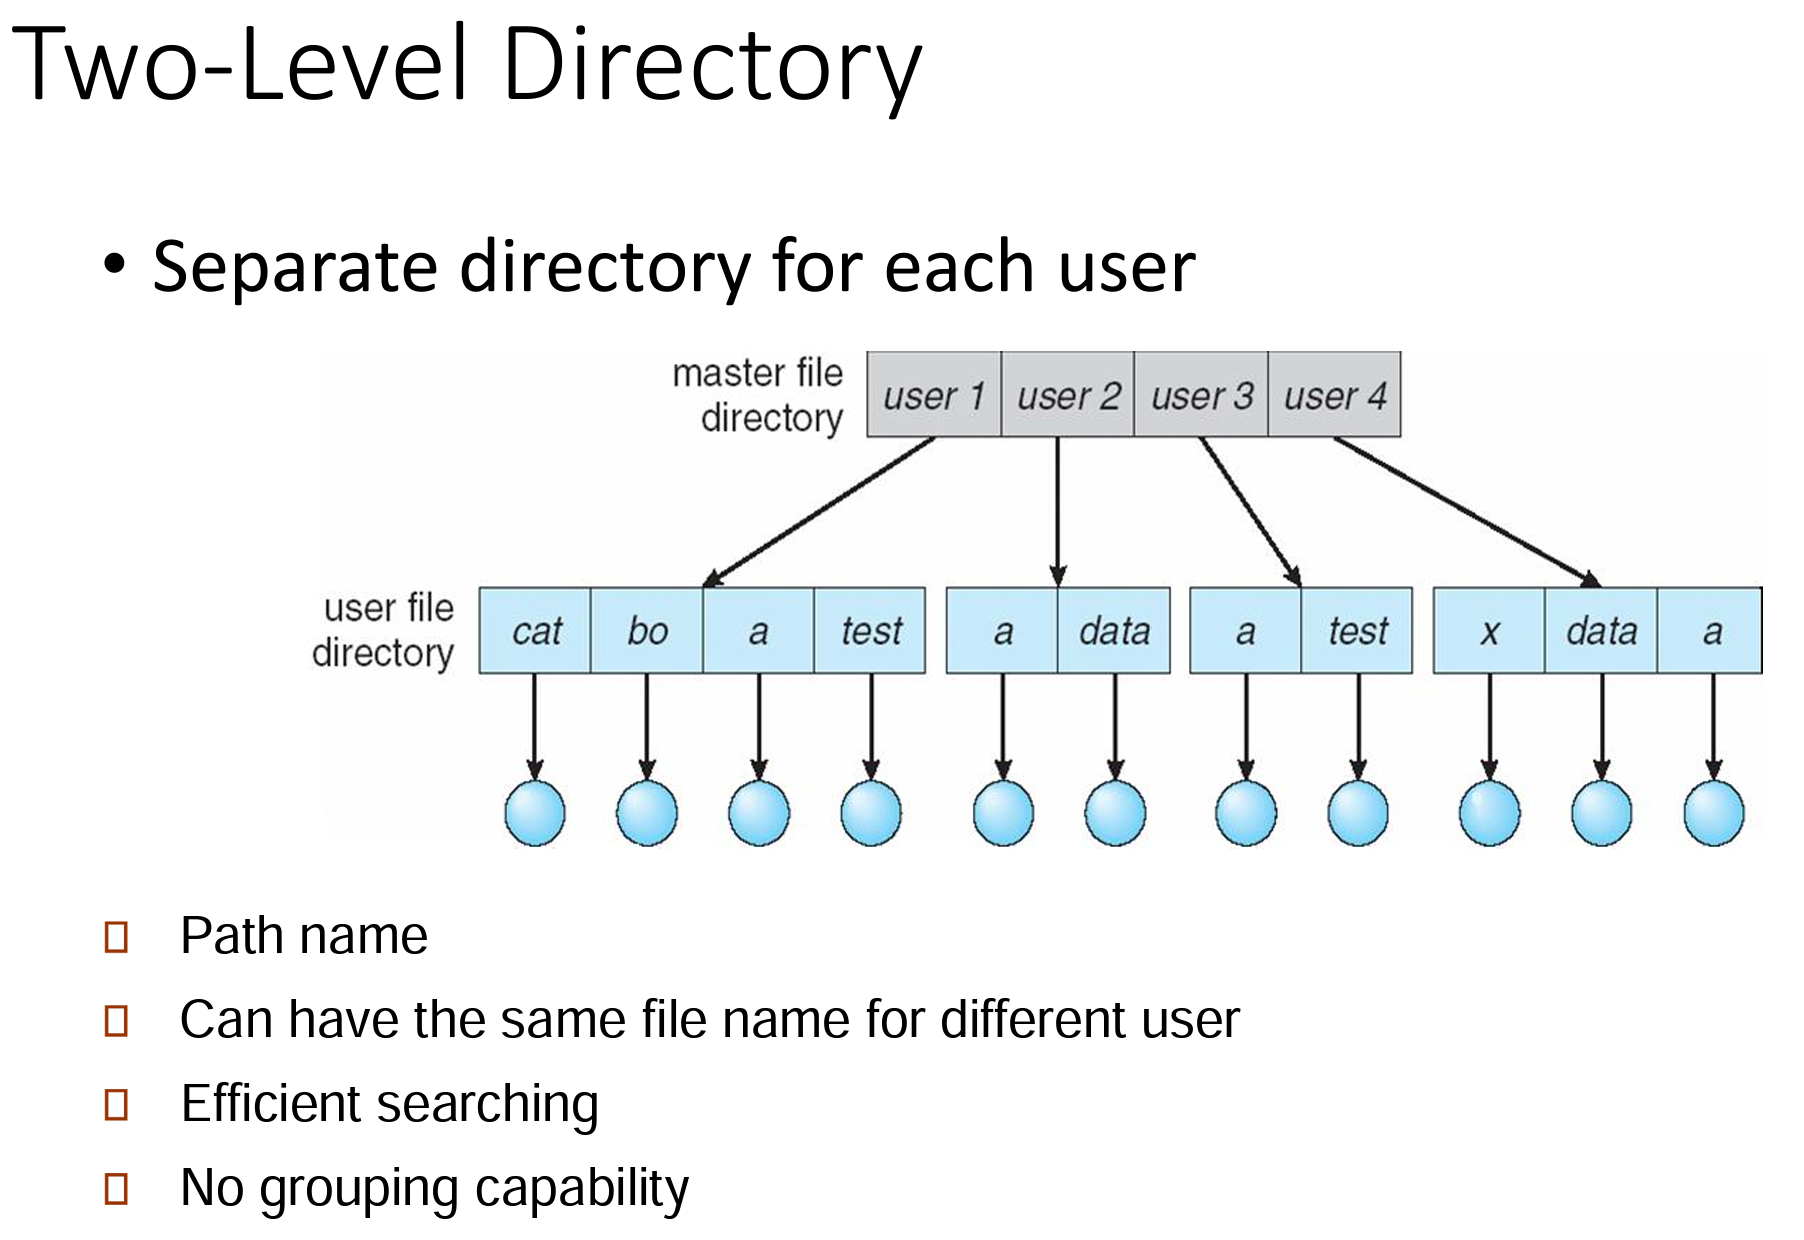 Two-Level Directory
• Separate directory for each user
master file
directory
user 1 user 2 user 3 user 4
user file
directory
cat bo a test a data a test x data a
Path name
Can have the same file name for different user
Efficient searching
No grouping capability